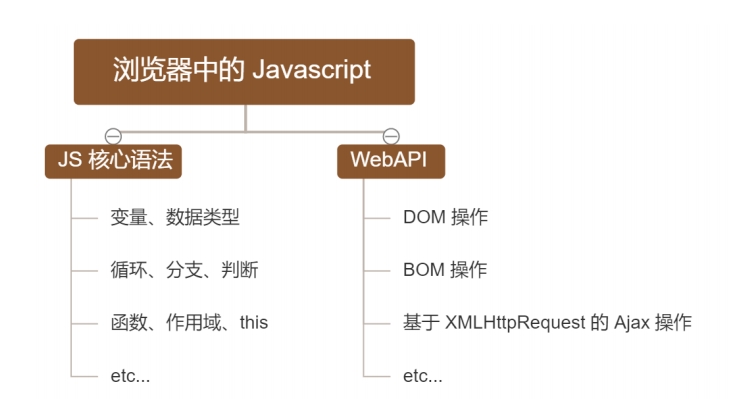 浏览器中的 Javascript
JS 核心语法
变量、数据类型
循环、分支、判断
函数、作用域、this
etc...
WebAPI
DOM 操作
BOM 操作
基于 XMLHttpRequest 的 Ajax 操作
etc...